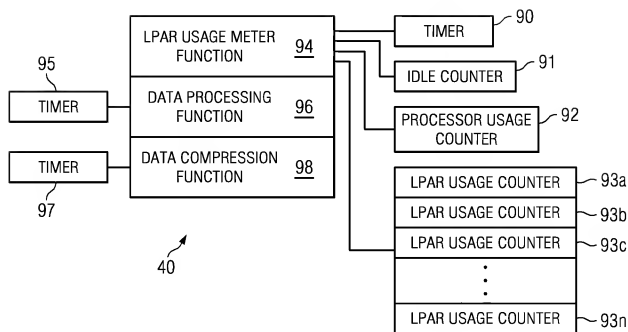 LPAR USAGE METER
FUNCTION
94
TIMER
90
IDLE COUNTER
91
95
TIMER
DATA PROCESSING
FUNCTION
96
PROCESSOR USAGE
COUNTER
92
TIMER
97
DATA COMPRESSION
FUNCTION
98
LPAR USAGE COUNTER
93a
LPAR USAGE COUNTER
93b
LPAR USAGE COUNTER
93c
LPAR USAGE COUNTER
93n
40